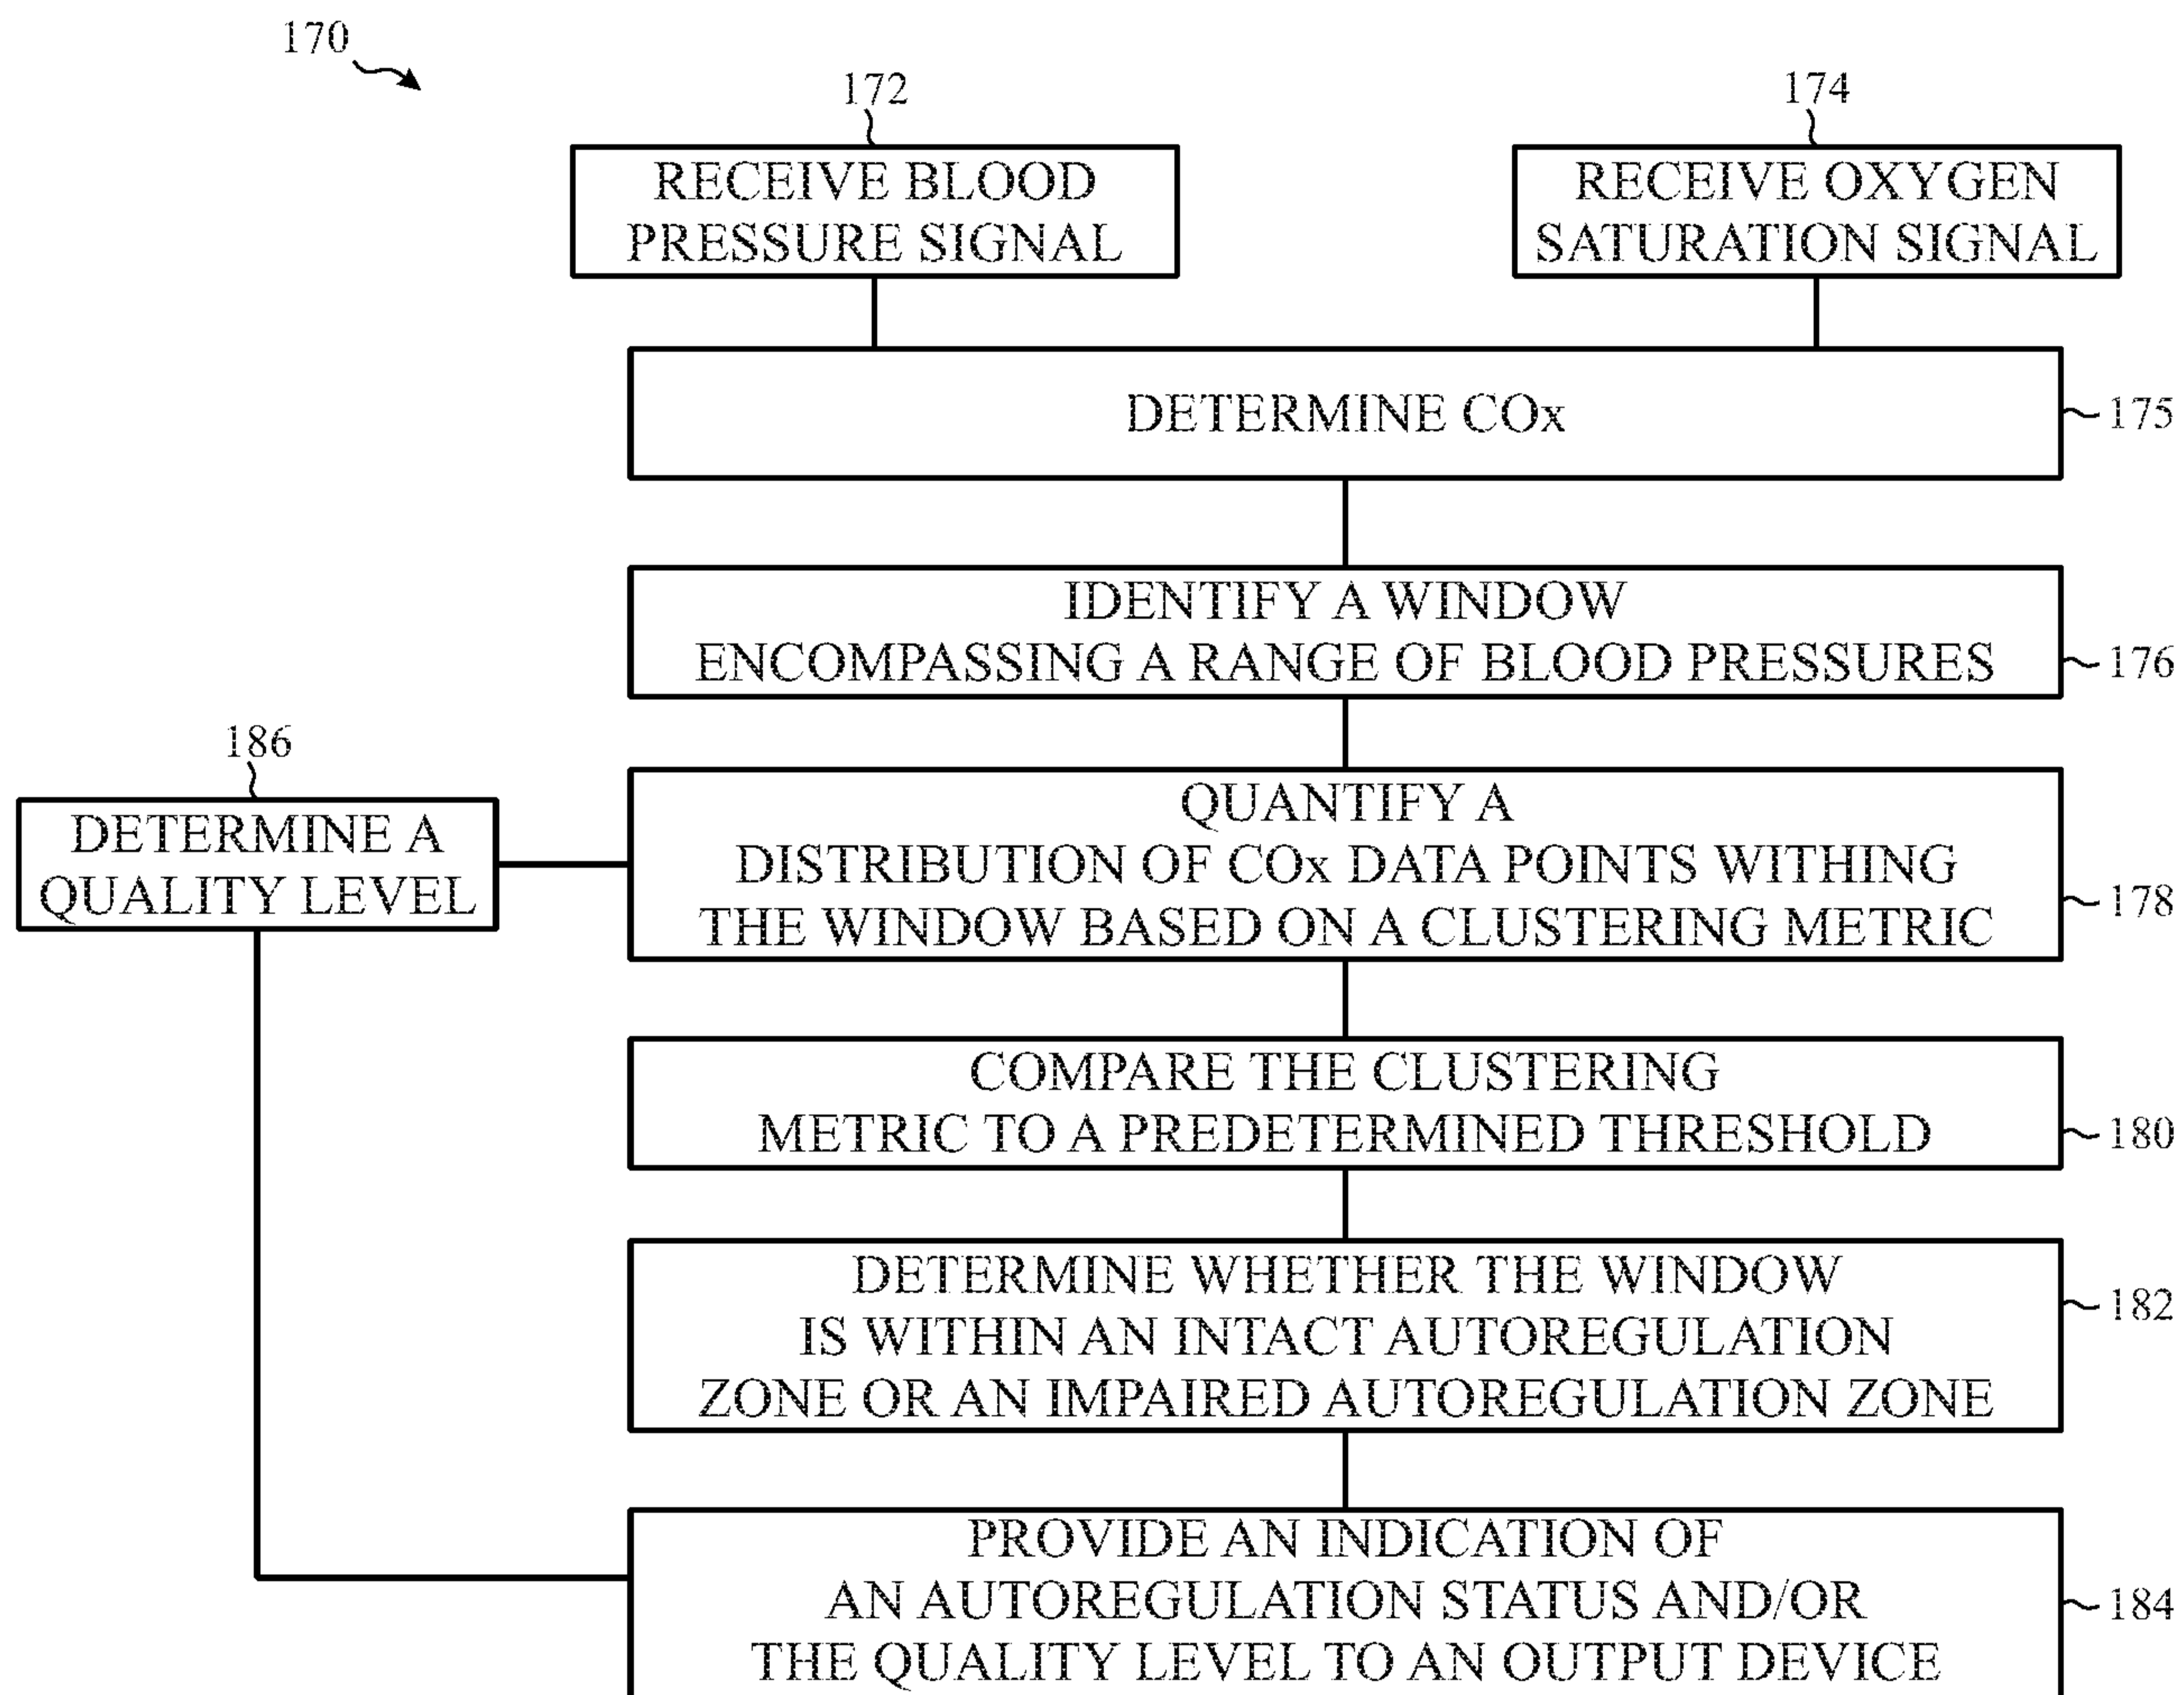 170
172
RECEIVE BLOOD
PRESSURE SIGNAL
174
RECEIVE OXYGEN
SATURATION SIGNAL
DETERMINE COx
175
IDENTIFY A WINDOW
ENCOMPASSING A RANGE OF BLOOD PRESSURES
176
186
DETERMINE A
QUALITY LEVEL
QUANTIFY A
DISTRIBUTION OF COx DATA POINTS WITHING
THE WINDOW BASED ON A CLUSTERING METRIC
178
COMPARE THE CLUSTERING
METRIC TO A PREDETERMINED THRESHOLD
180
DETERMINE WHETHER THE WINDOW
IS WITHIN AN INTACT AUTOREGULATION
ZONE OR AN IMPAIRED AUTOREGULATION ZONE
182
PROVIDE AN INDICATION OF
AN AUTOREGULATION STATUS AND/OR
THE QUALITY LEVEL TO AN OUTPUT DEVICE
184